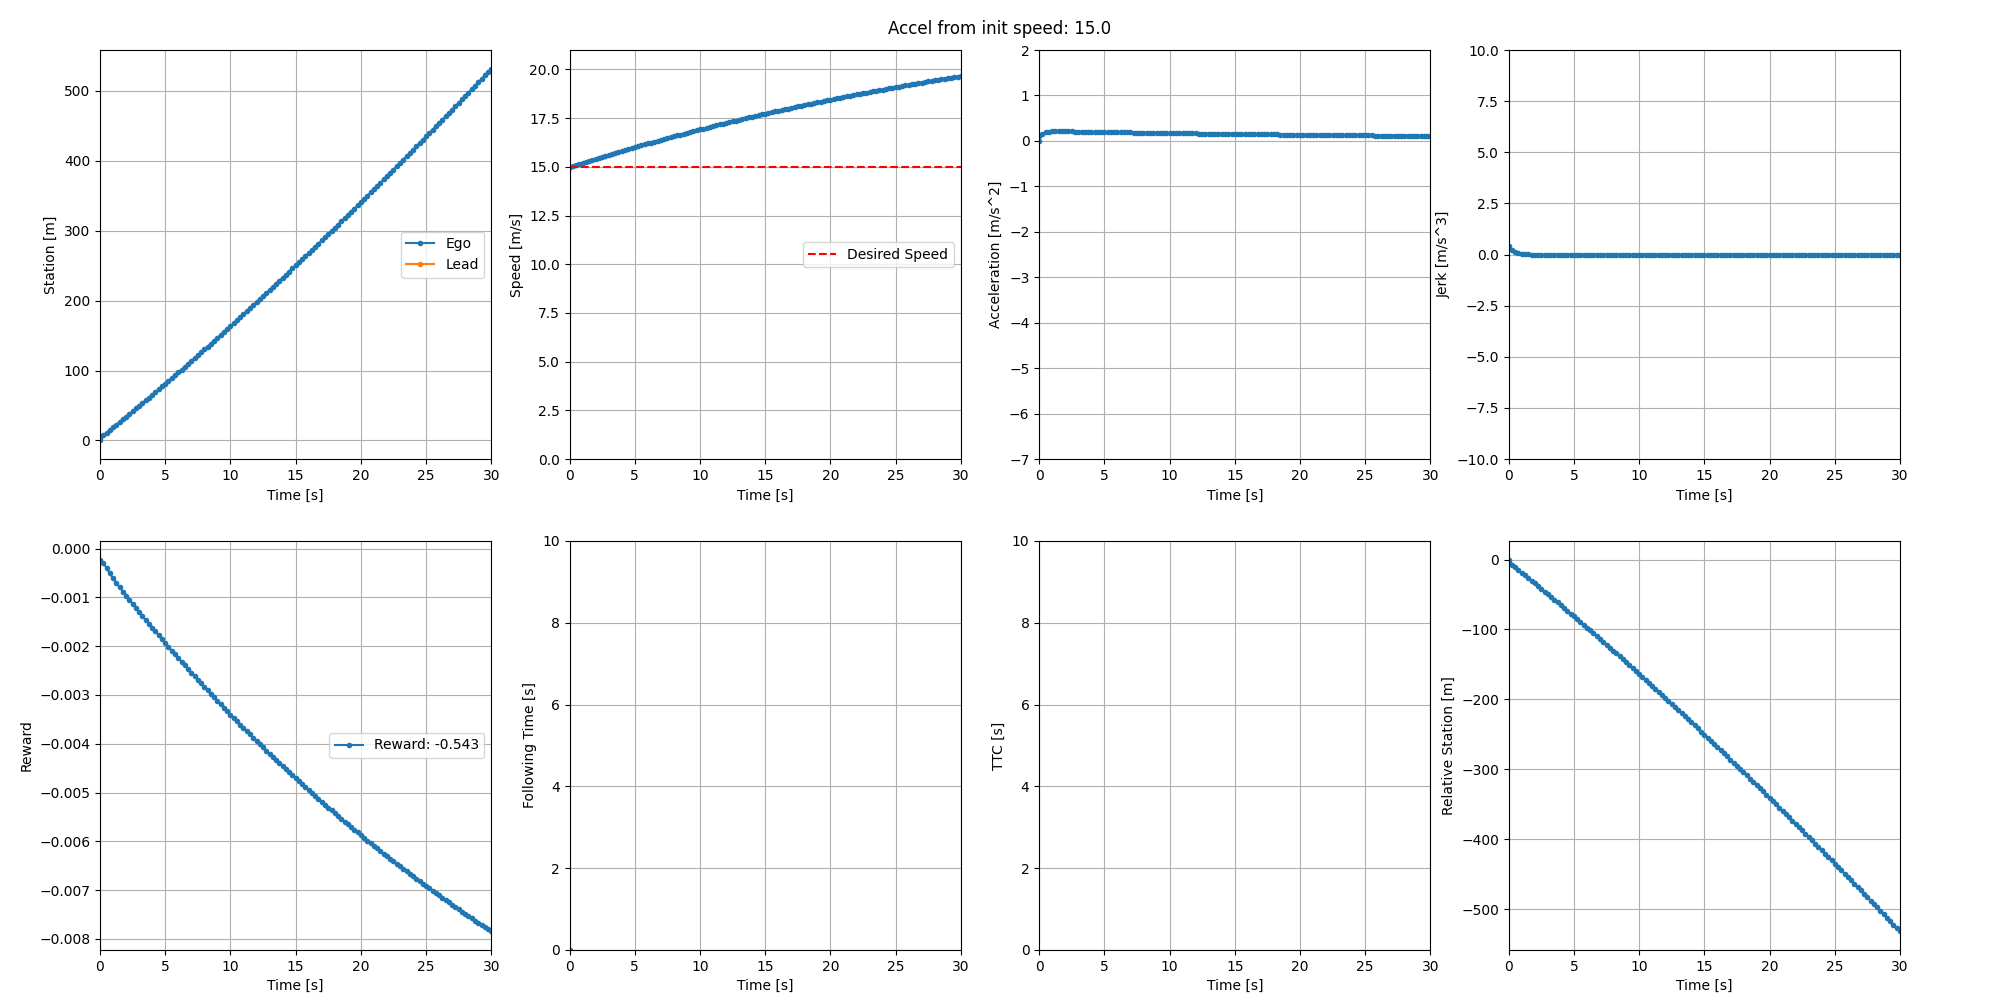 Accel from init speed: 15.0
Station [m]
500
400
300
200
100
0
Ego
Lead
0 5 10 15 20 25 30
Time [s]
Speed [m/s]
20.0
17.5
15.0
12.5
10.0
7.5
5.0
2.5
0.0
Desired Speed
0 5 10 15 20 25 30
Time [s]
Acceleration [m/s^2]
2
1
0
−1
−2
−3
−4
−5
−6
−7
0 5 10 15 20 25 30
Time [s]
Jerk [m/s^3]
10.0
7.5
5.0
2.5
0.0
−2.5
−5.0
−7.5
−10.0
0 5 10 15 20 25 30
Time [s]
Reward
0.000
−0.001
−0.002
−0.003
−0.004
−0.005
−0.006
−0.007
−0.008
Reward: -0.543
0 5 10 15 20 25 30
Time [s]
Following Time [s]
10
8
6
4
2
0
0 5 10 15 20 25 30
Time [s]
TTC [s]
10
8
6
4
2
0
0 5 10 15 20 25 30
Time [s]
Relative Station [m]
0
−100
−200
−300
−400
−500
0 5 10 15 20 25 30
Time [s]